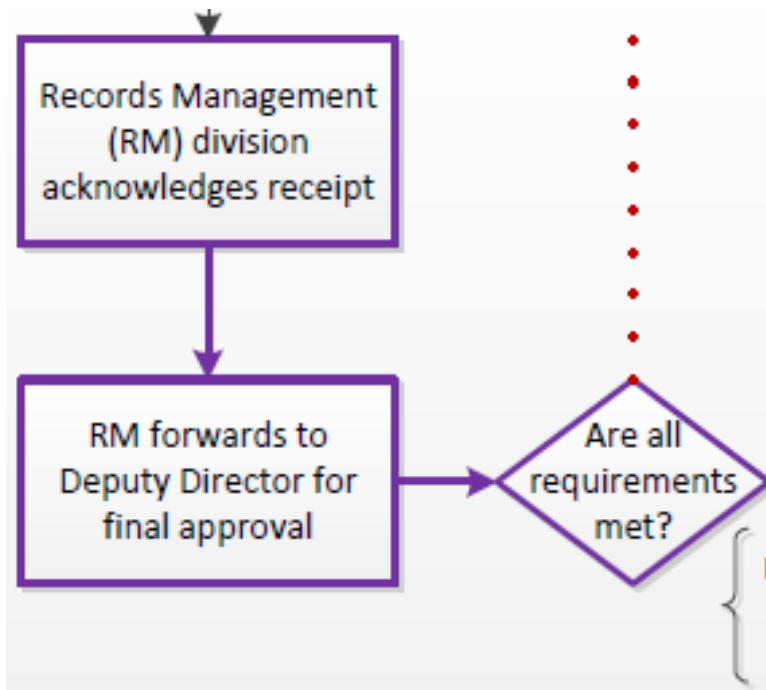 Records Management
(RM) division
acknowledges receipt
RM forwards to
Deputy Director for
final approval
Are all
requirements
met?